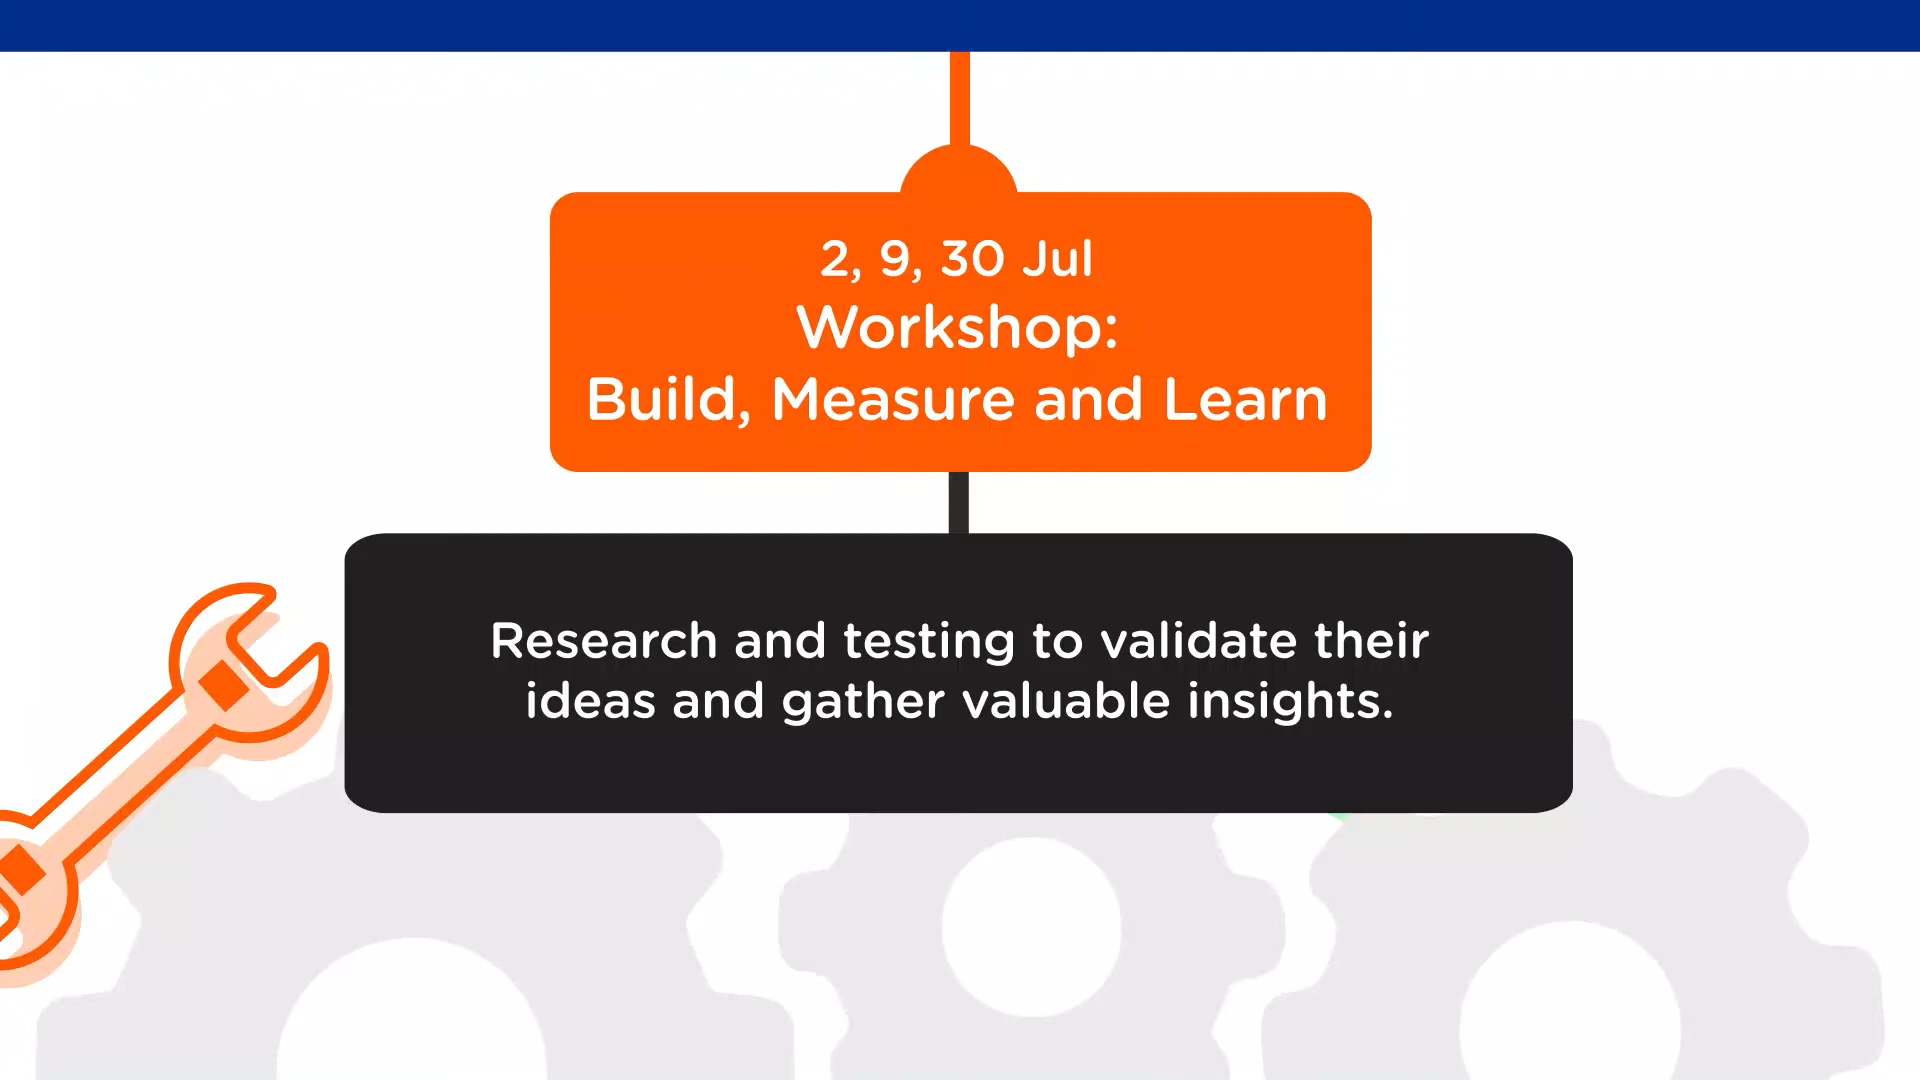 2, 9, 30 Jul
Workshop:
Build, Measure and Learn
Research and testing to validate their
ideas and gather valuable insights.